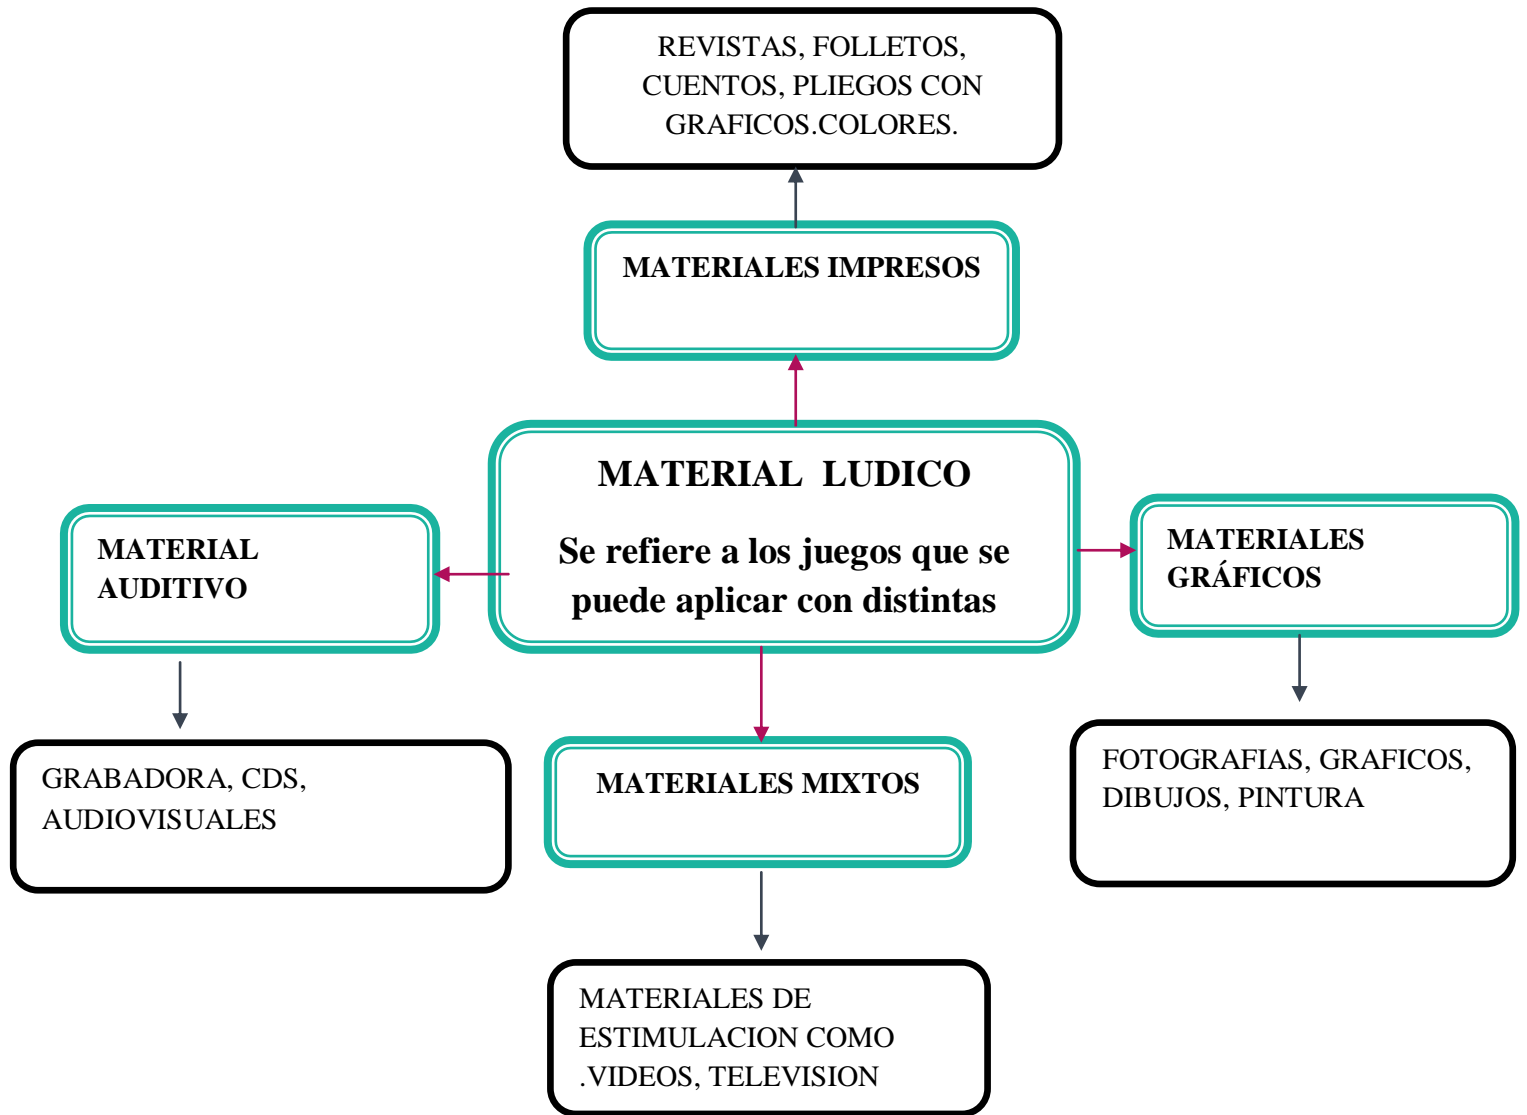 REVISTAS, FOLLETOS,
CUENTOS, PLIEGOS CON
GRAFICOS.COLORES.
MATERIALES IMPRESOS
MATERIAL LUDICO
Se refiere a los juegos que se
puede aplicar con distintas
MATERIAL
AUDITIVO
MATERIALES
GRÁFICOS
GRABADORA, CDS,
AUDIOVISUALES
MATERIALES MIXTOS
FOTOGRAFIAS, GRAFICOS,
DIBUJOS, PINTURA
MATERIALES DE
ESTIMULACION COMO
.VIDEOS, TELEVISION